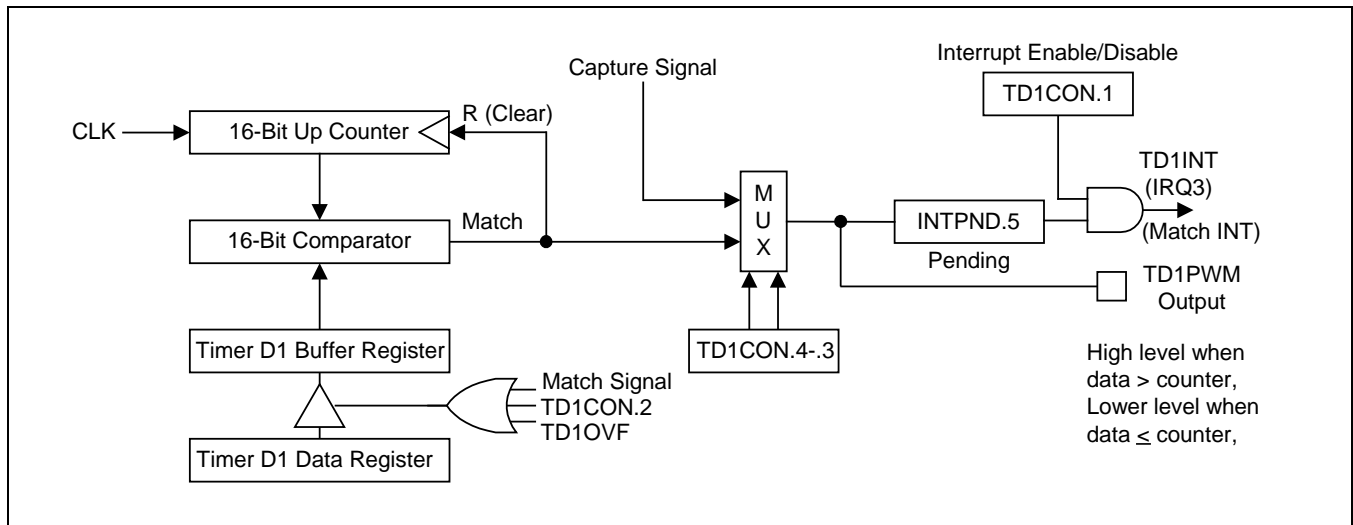 Interrupt Enable/Disable
Capture Signal
TD1CON.1
R (Clear)
CLK
16-Bit Up Counter
TD1INT
(IRQ3)
M
U
X
Match
16-Bit Comparator
INTPND.5
(Match INT)
Pending
TD1PWM
Output
Timer D1 Buffer Register
TD1CON.4-.3
Match Signal
TD1CON.2
TD1OVF
Timer D1 Data Register
High level when
data > counter,
Lower level when
data ≤ counter,